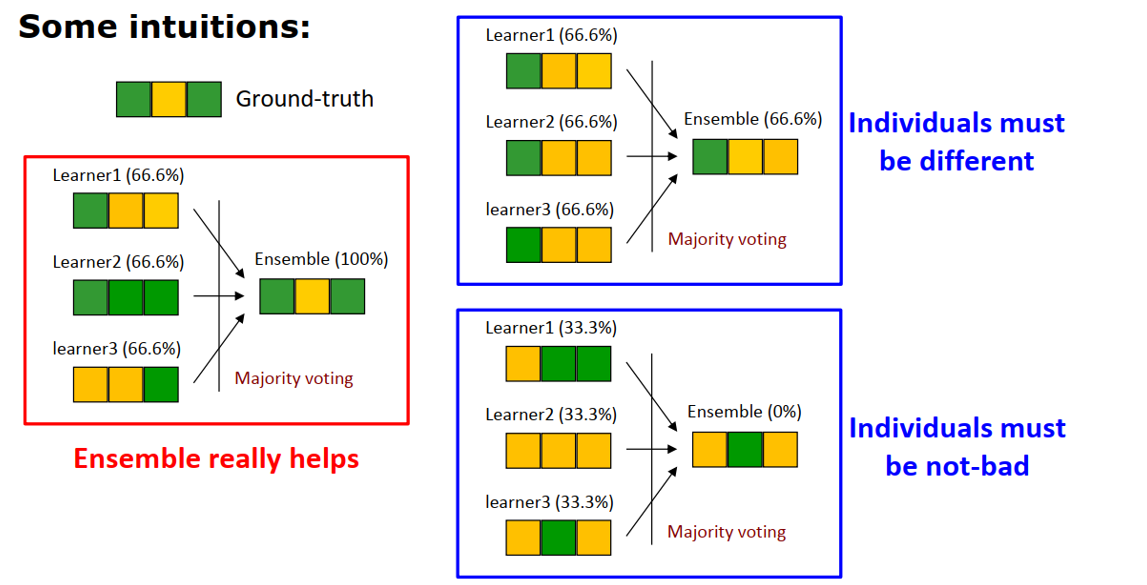 Some intuitions:
Ground-truth
Learner1 (66.6%)
Learner2 (66.6%)
learner3 (66.6%)
Ensemble (100%)
Majority voting
Ensemble really helps
Learner1 (66.6%)
Learner2 (66.6%)
learner3 (66.6%)
Ensemble (66.6%)
Majority voting
Individuals must
be different
Learner1 (33.3%)
Learner2 (33.3%)
learner3 (33.3%)
Ensemble (0%)
Majority voting
Individuals must
be not-bad